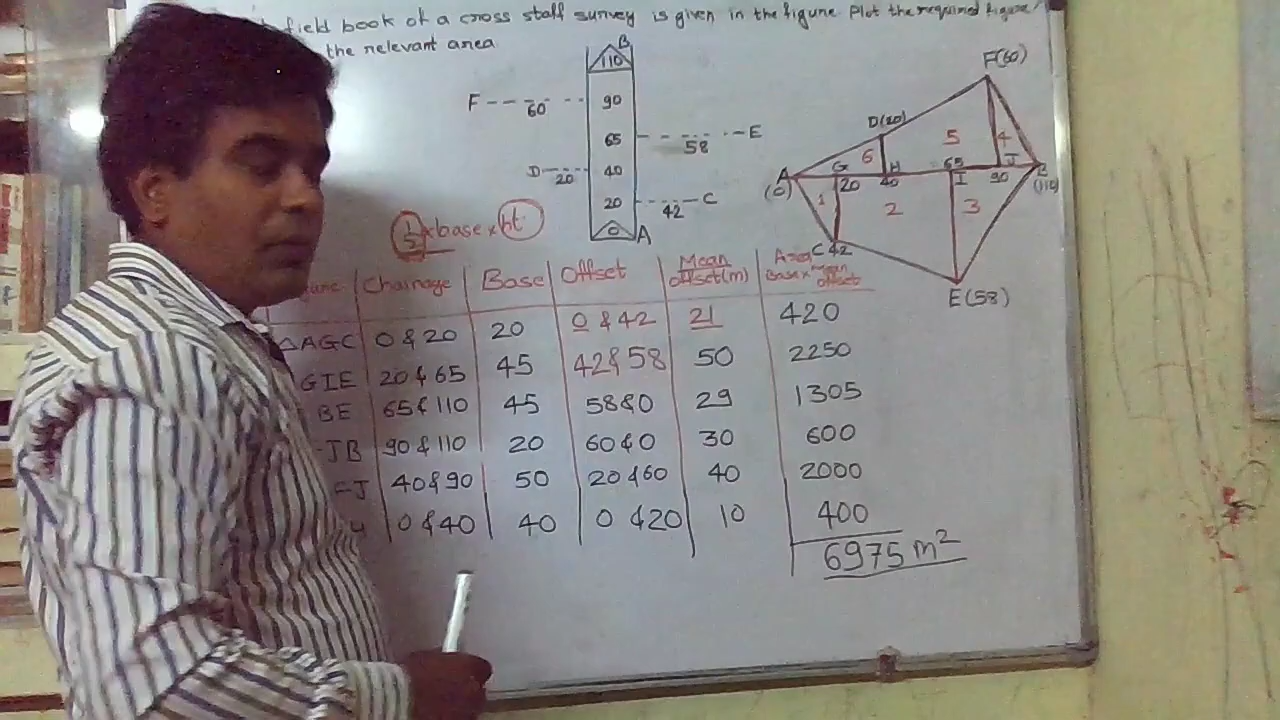 field book of a cross staff survey is given in the figure Plot the required figure
the relevant area
B
110
F 60 90
65 58 E
D 20 40
20 42 C
0 A
½ × base × ht
F(60)
D(20)
5
6
4
A G H 65 J B
(0) 20 40 I 90 (110)
1 2 3
C 42
E (58)
Chainage Base Offset Mean offset(m) Area Base × Mean offset
△AGC 0 & 20 20 0 & 42 21 420
GIE 20 & 65 45 42 & 58 50 2250
BE 65 & 110 45 58 & 0 29 1305
JB 90 & 110 20 60 & 0 30 600
FJ 40 & 90 50 20 & 60 40 2000
0 & 40 40 0 & 20 10 400
6975 m²